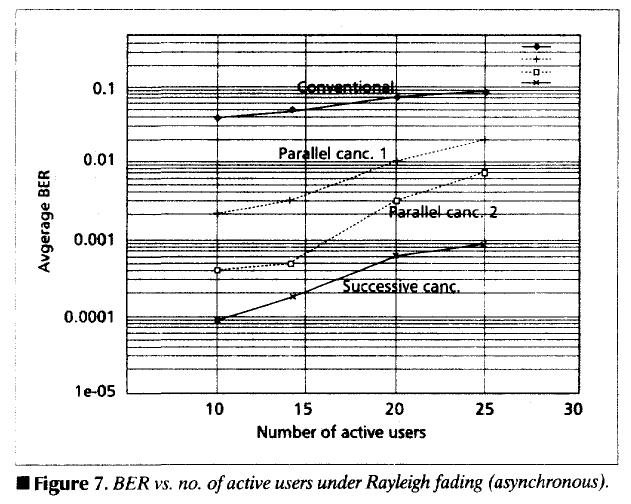 0.1
0.01
0.001
0.0001
1e-05
Avgerage BER
Conventional
Parallel canc. 1
Parallel canc. 2
Successive canc.
10 15 20 25 30
Number of active users
■ Figure 7. BER vs. no. of active users under Rayleigh fading (asynchronous).